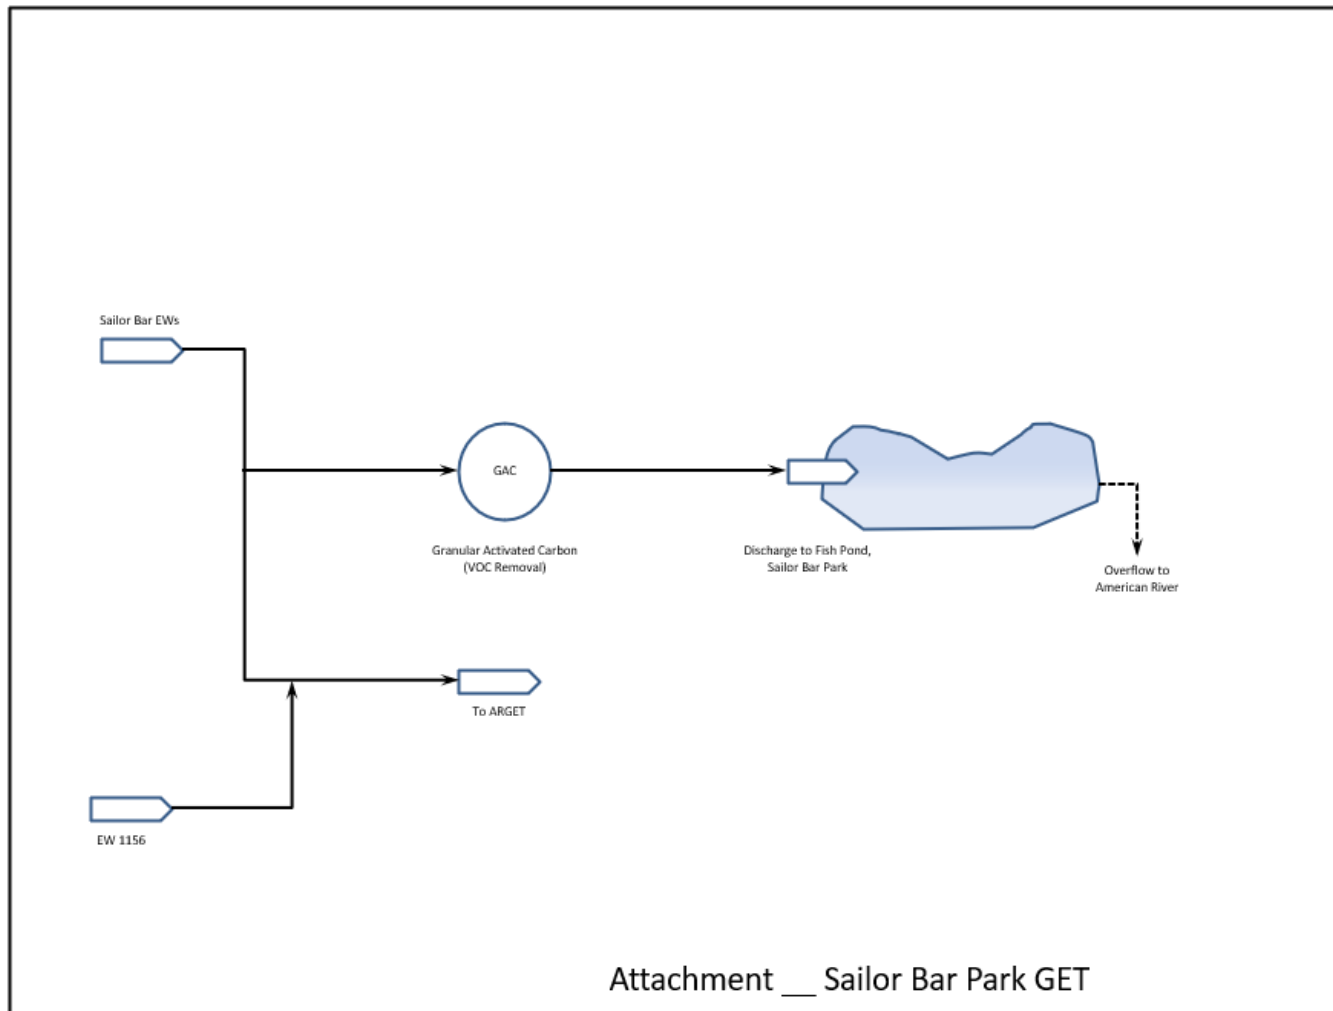 Sailor Bar EWs
GAC
Granular Activated Carbon
(VOC Removal)
Discharge to Fish Pond,
Sailor Bar Park
Overflow to
American River
To ARGET
EW 1156
Attachment __ Sailor Bar Park GET